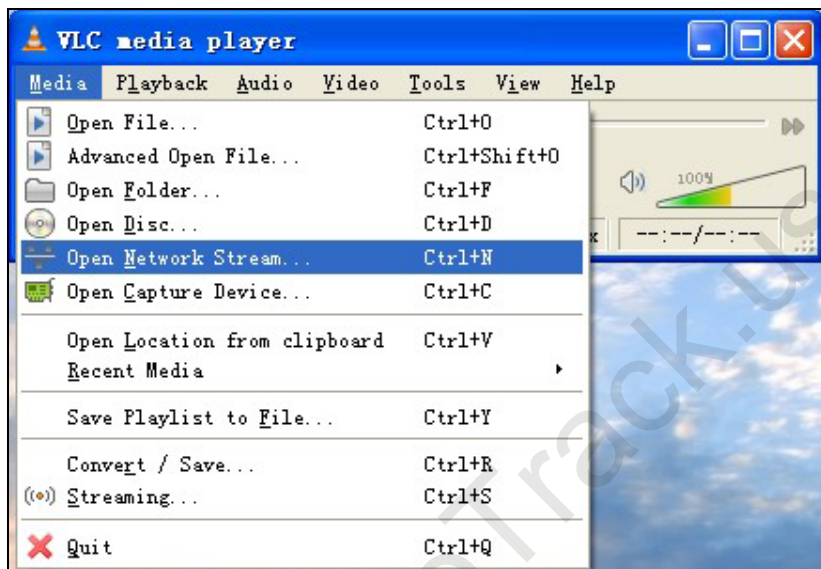 VLC media player
Media Playback Audio Video Tools View Help
Open File... Ctrl+O
Advanced Open File... Ctrl+Shift+O
Open Folder... Ctrl+F
100%
Open Disc... Ctrl+D
x --:--/--:--
Open Network Stream... Ctrl+N
Open Capture Device... Ctrl+C
Open Location from clipboard Ctrl+V
Recent Media
Save Playlist to File... Ctrl+Y
Convert / Save... Ctrl+R
Streaming... Ctrl+S
Quit Ctrl+Q
Track.us